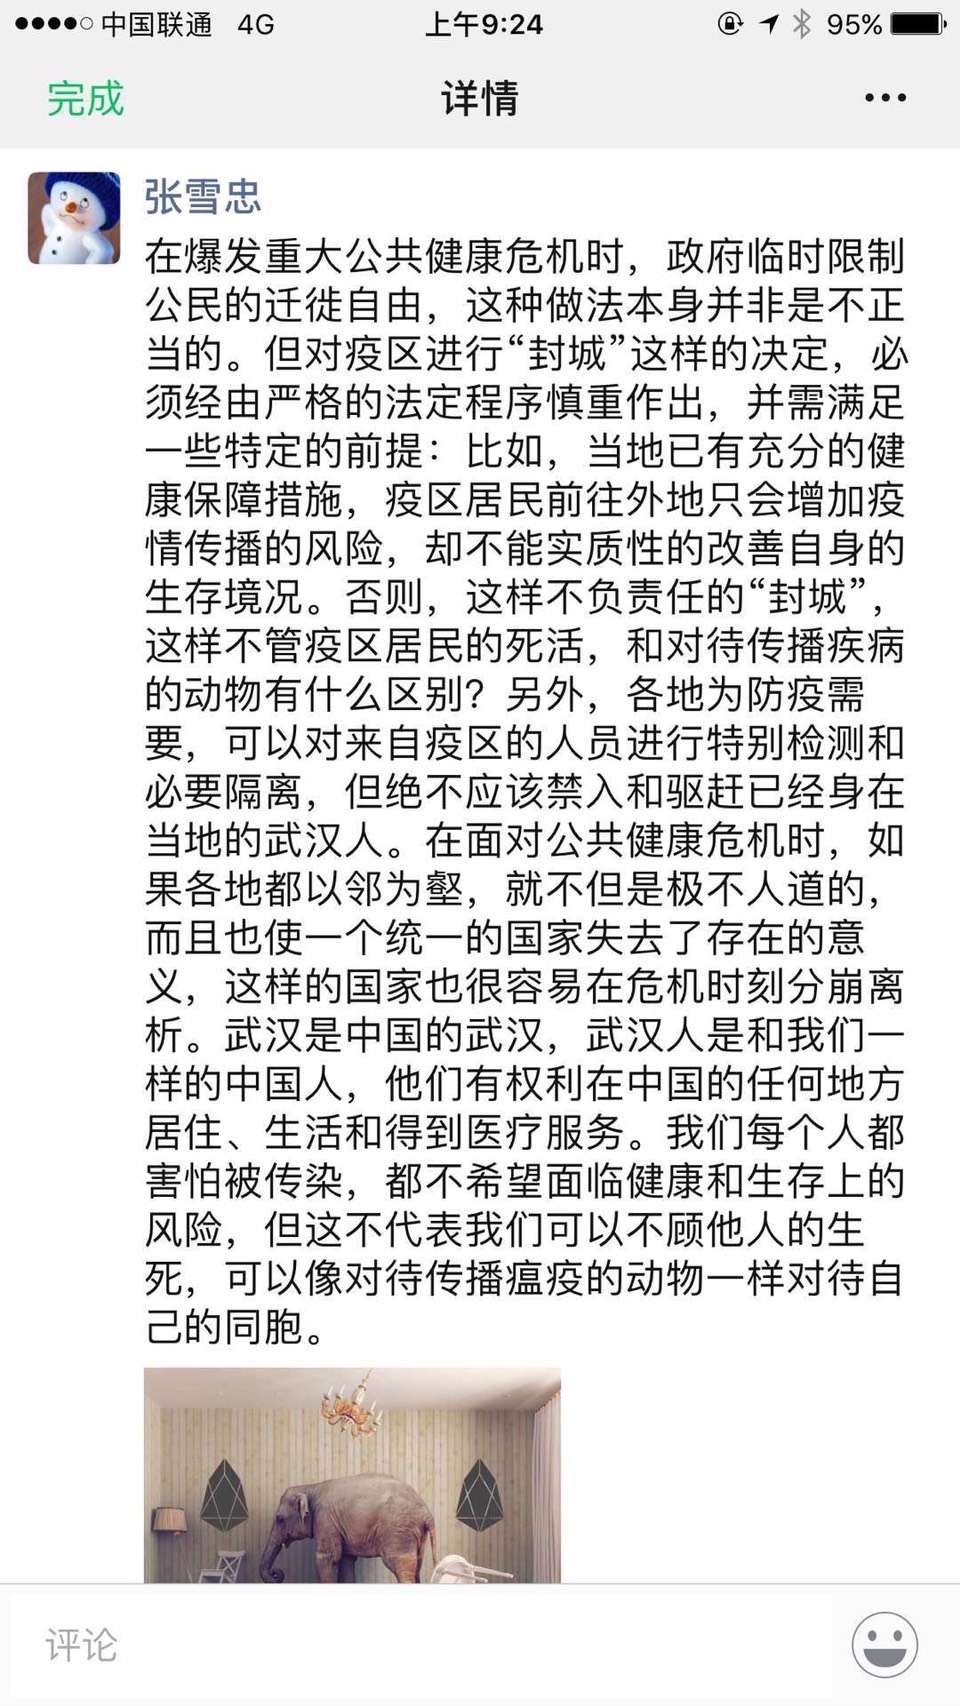 中国联通 4G 上午9:24 95%
完成 详情
张雪忠
在爆发重大公共健康危机时，政府临时限制
公民的迁徙自由，这种做法本身并非是不正
当的。但对疫区进行“封城”这样的决定，必
须经由严格的法定程序慎重作出，并需满足
一些特定的前提：比如，当地已有充分的健
康保障措施，疫区居民前往外地只会增加疫
情传播的风险，却不能实质性的改善自身的
生存境况。否则，这样不负责任的“封城”，
这样不管疫区居民的死活，和对待传播疾病
的动物有什么区别？另外，各地为防疫需
要，可以对来自疫区的人员进行特别检测和
必要隔离，但绝不应该禁入和驱赶已经身在
当地的武汉人。在面对公共健康危机时，如
果各地都以邻为壑，就不但是极不人道的，
而且也使一个统一的国家失去了存在的意
义，这样的国家也很容易在危机时刻分崩离
析。武汉是中国的武汉，武汉人是和我们一
样的中国人，他们有权利在中国的任何地方
居住、生活和得到医疗服务。我们每个人都
害怕被传染，都不希望面临健康和生存上的
风险，但这不代表我们可以不顾他人的生
死，可以像对待传播瘟疫的动物一样对待自
己的同胞。
评论